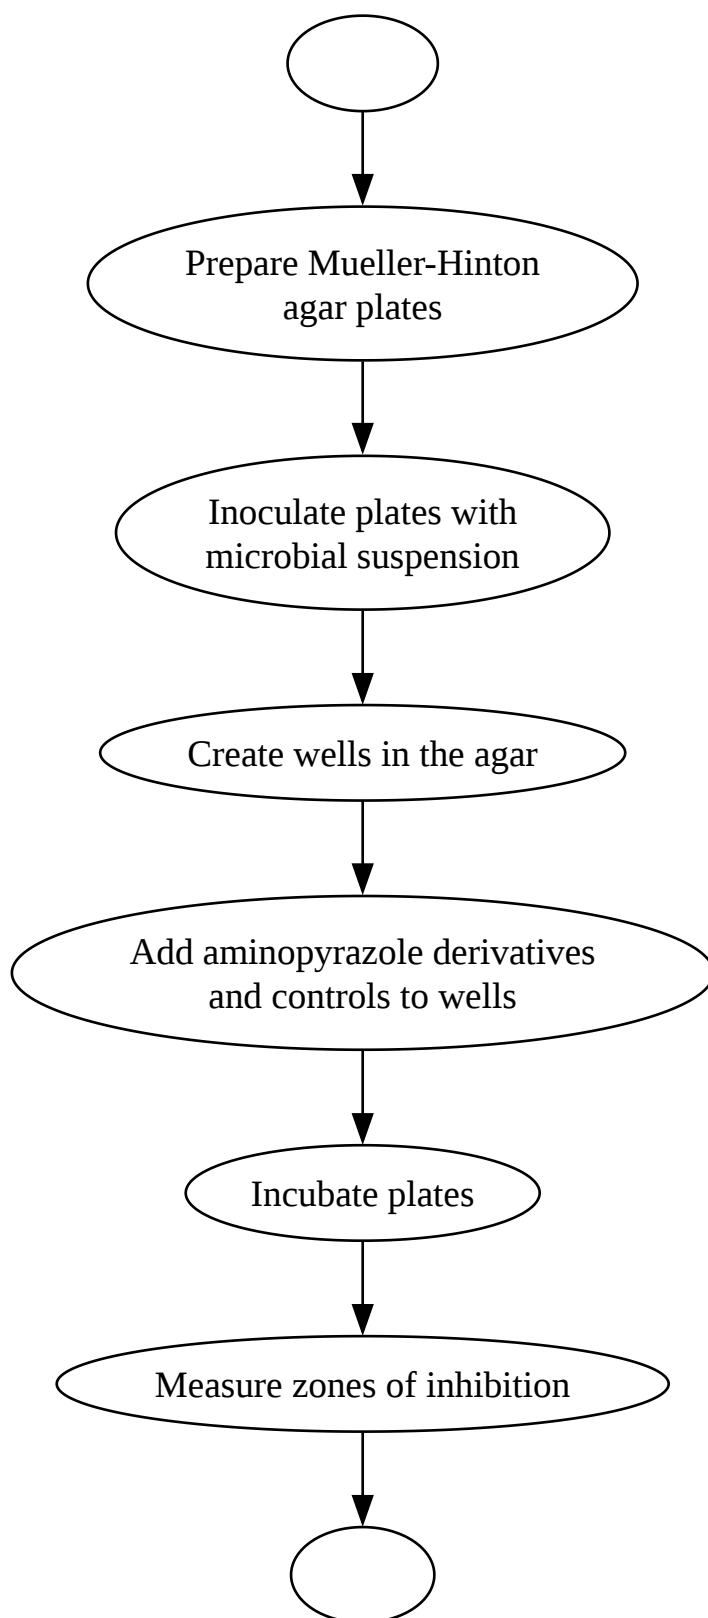 Prepare Mueller-Hinton
agar plates
Inoculate plates with
microbial suspension
Create wells in the agar
Add aminopyrazole derivatives
and controls to wells
Incubate plates
Measure zones of inhibition